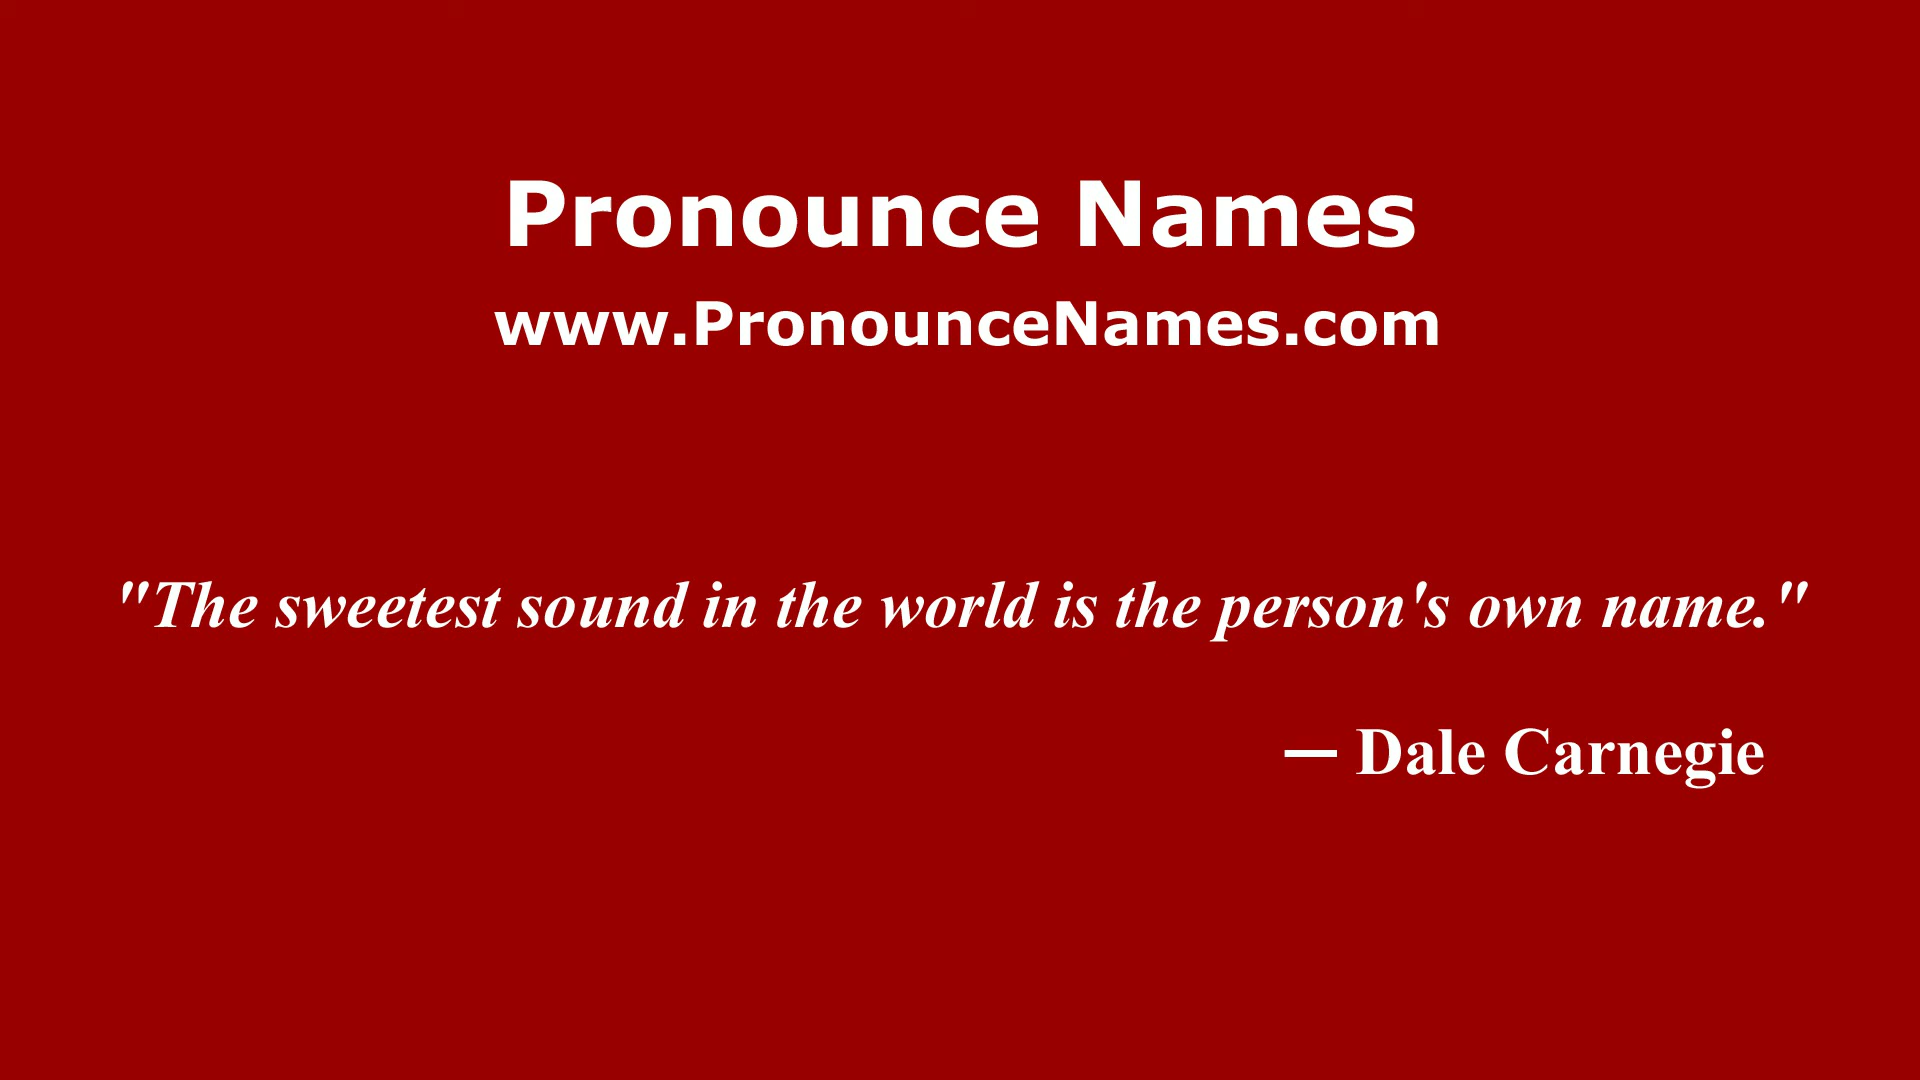 Pronounce Names
www.PronounceNames.com
"The sweetest sound in the world is the person's own name."
— Dale Carnegie